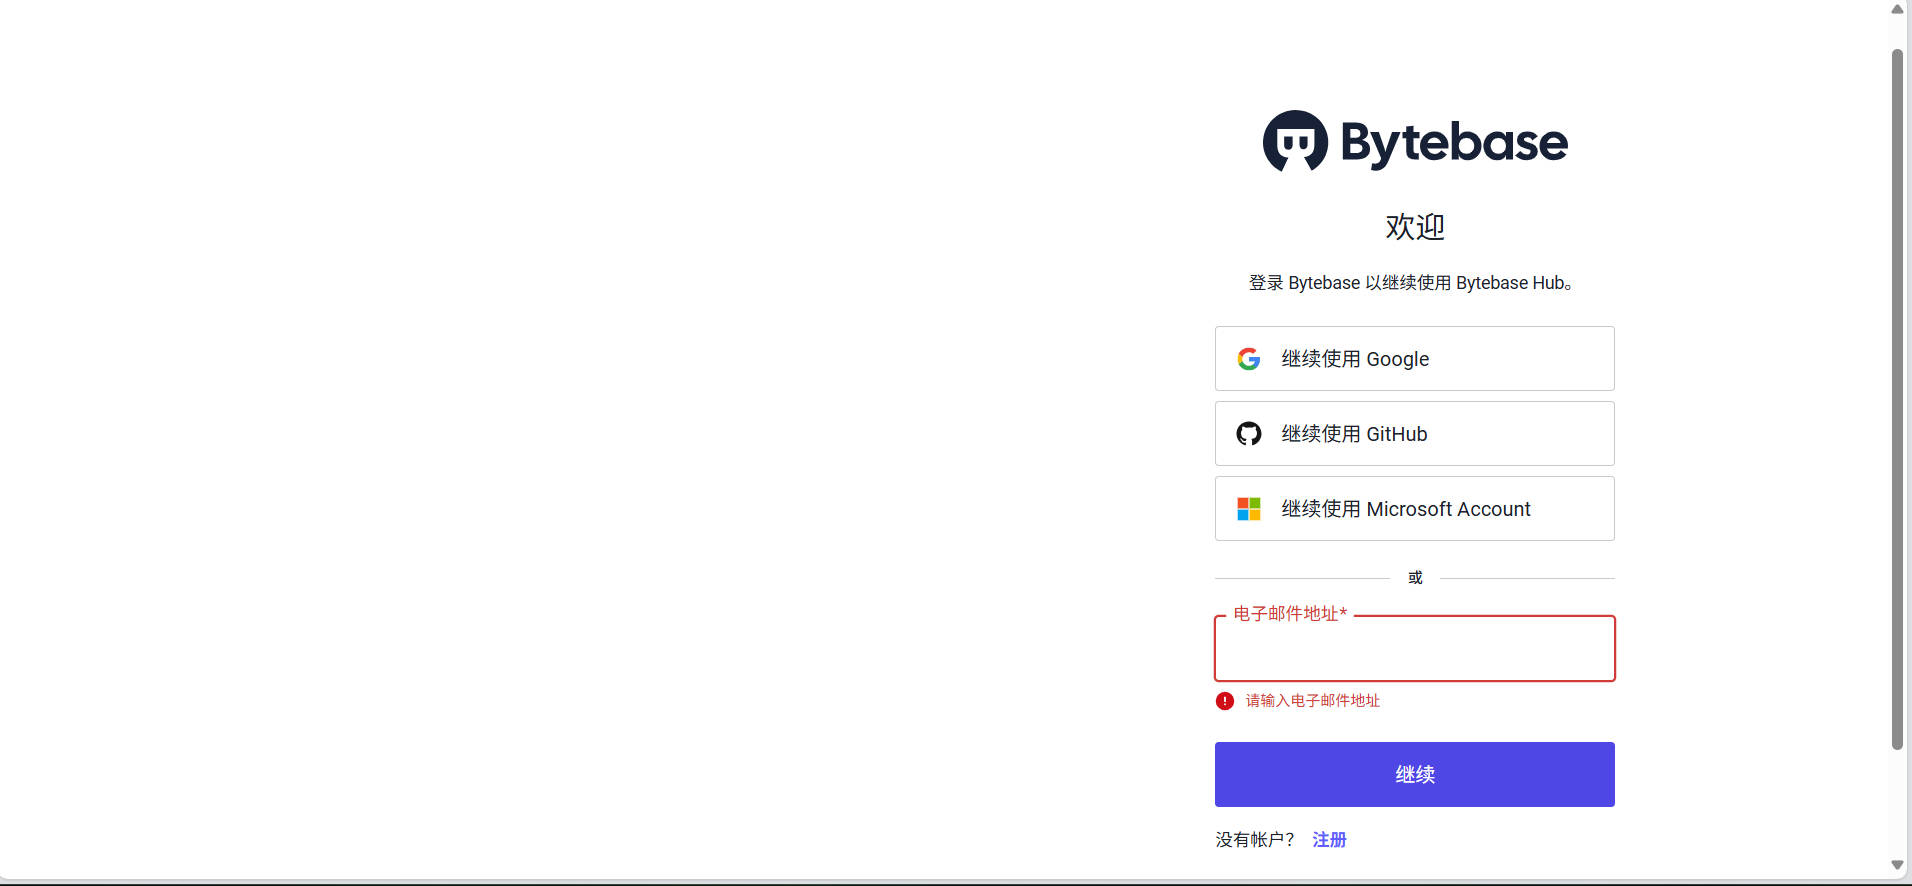 Bytebase
欢迎
登录 Bytebase 以继续使用 Bytebase Hub。
继续使用 Google
继续使用 GitHub
继续使用 Microsoft Account
或
电子邮件地址*
请输入电子邮件地址
继续
没有帐户? 注册